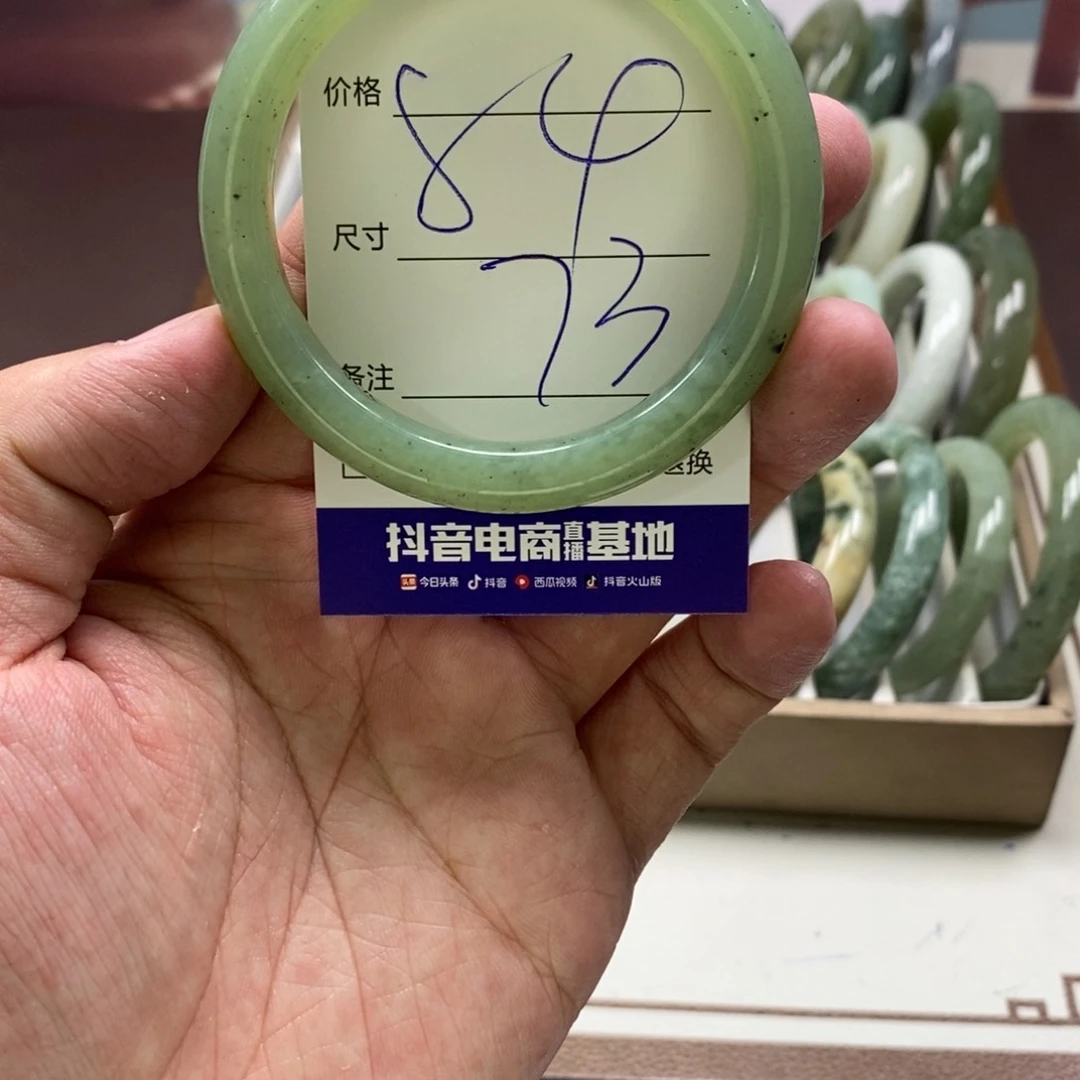 价格 84
尺寸 73
备注
退换
抖音电商直播基地
今日头条 抖音 西瓜视频 抖音火山版